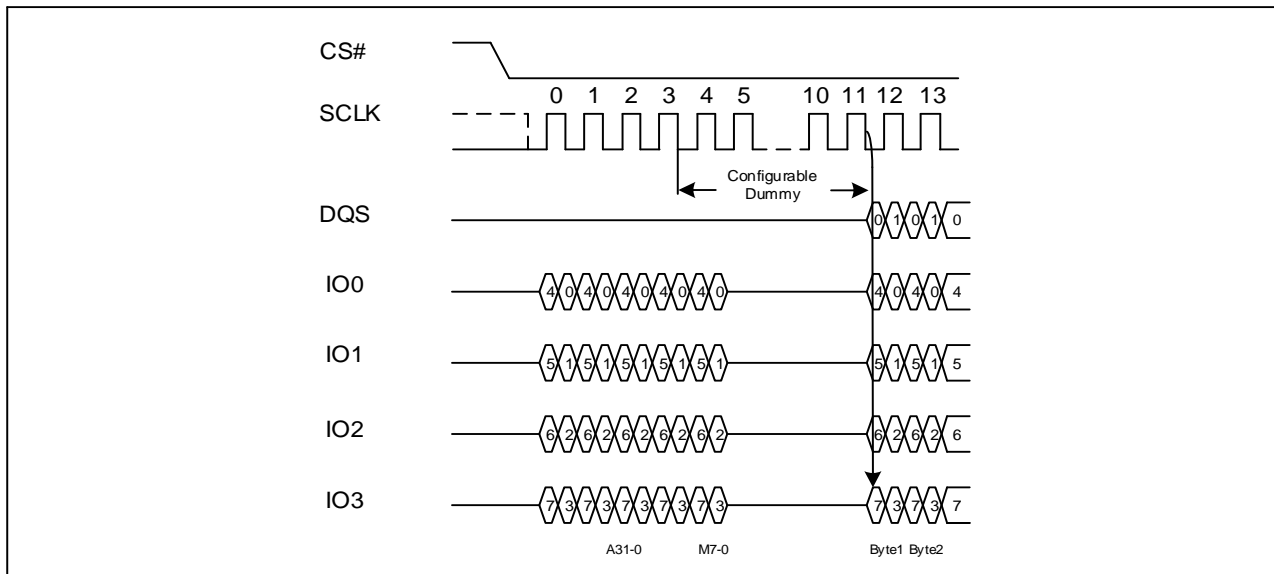 CS#
0 1 2 3 4 5 10 11 12 13
SCLK
Configurable
Dummy
DQS
0 1 0 1 0
IO0
4 0 4 0 4 0 4 0 4 0 4 0 4 0 4
IO1
5 1 5 1 5 1 5 1 5 1 5 1 5 1 5
IO2
6 2 6 2 6 2 6 2 6 2 6 2 6 2 6
IO3
7 3 7 3 7 3 7 3 7 3 7 3 7 3 7
A31-0 M7-0 Byte1 Byte2